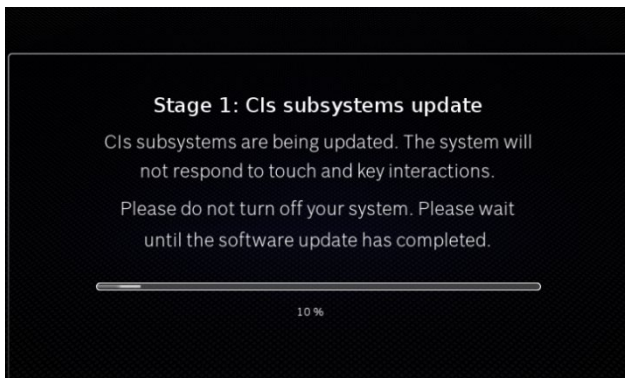 Stage 1: CIs subsystems update
CIs subsystems are being updated. The system will
not respond to touch and key interactions.
Please do not turn off your system. Please wait
until the software update has completed.
10 %